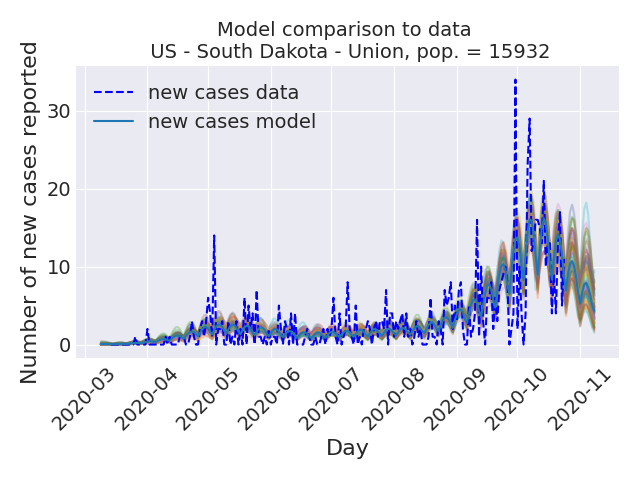 Model comparison to data
US - South Dakota - Union, pop. = 15932
Number of new cases reported
new cases data
new cases model
30
20
10
0
2020-03
2020-04
2020-05
2020-06
2020-07
2020-08
2020-09
2020-10
2020-11
Day